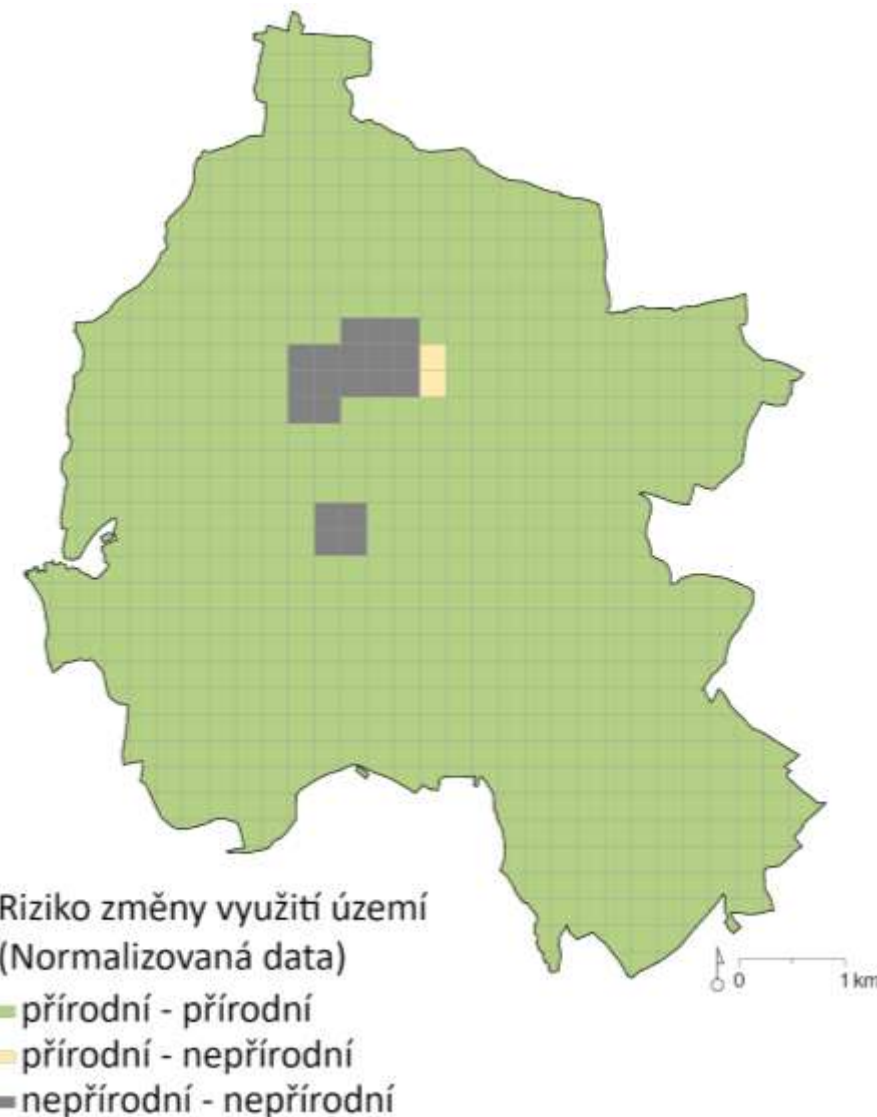 Riziko změny využití území
(Normalizovaná data)
přírodní - přírodní
přírodní - nepřírodní
nepřírodní - nepřírodní
0 1 km